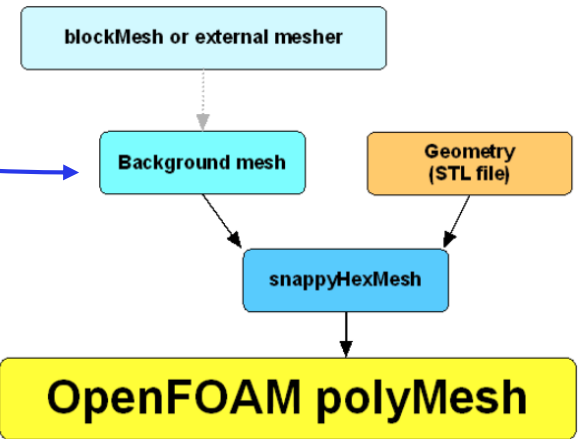 blockMesh or external mesher
Background mesh
Geometry
(STL file)
snappyHexMesh
OpenFOAM polyMesh